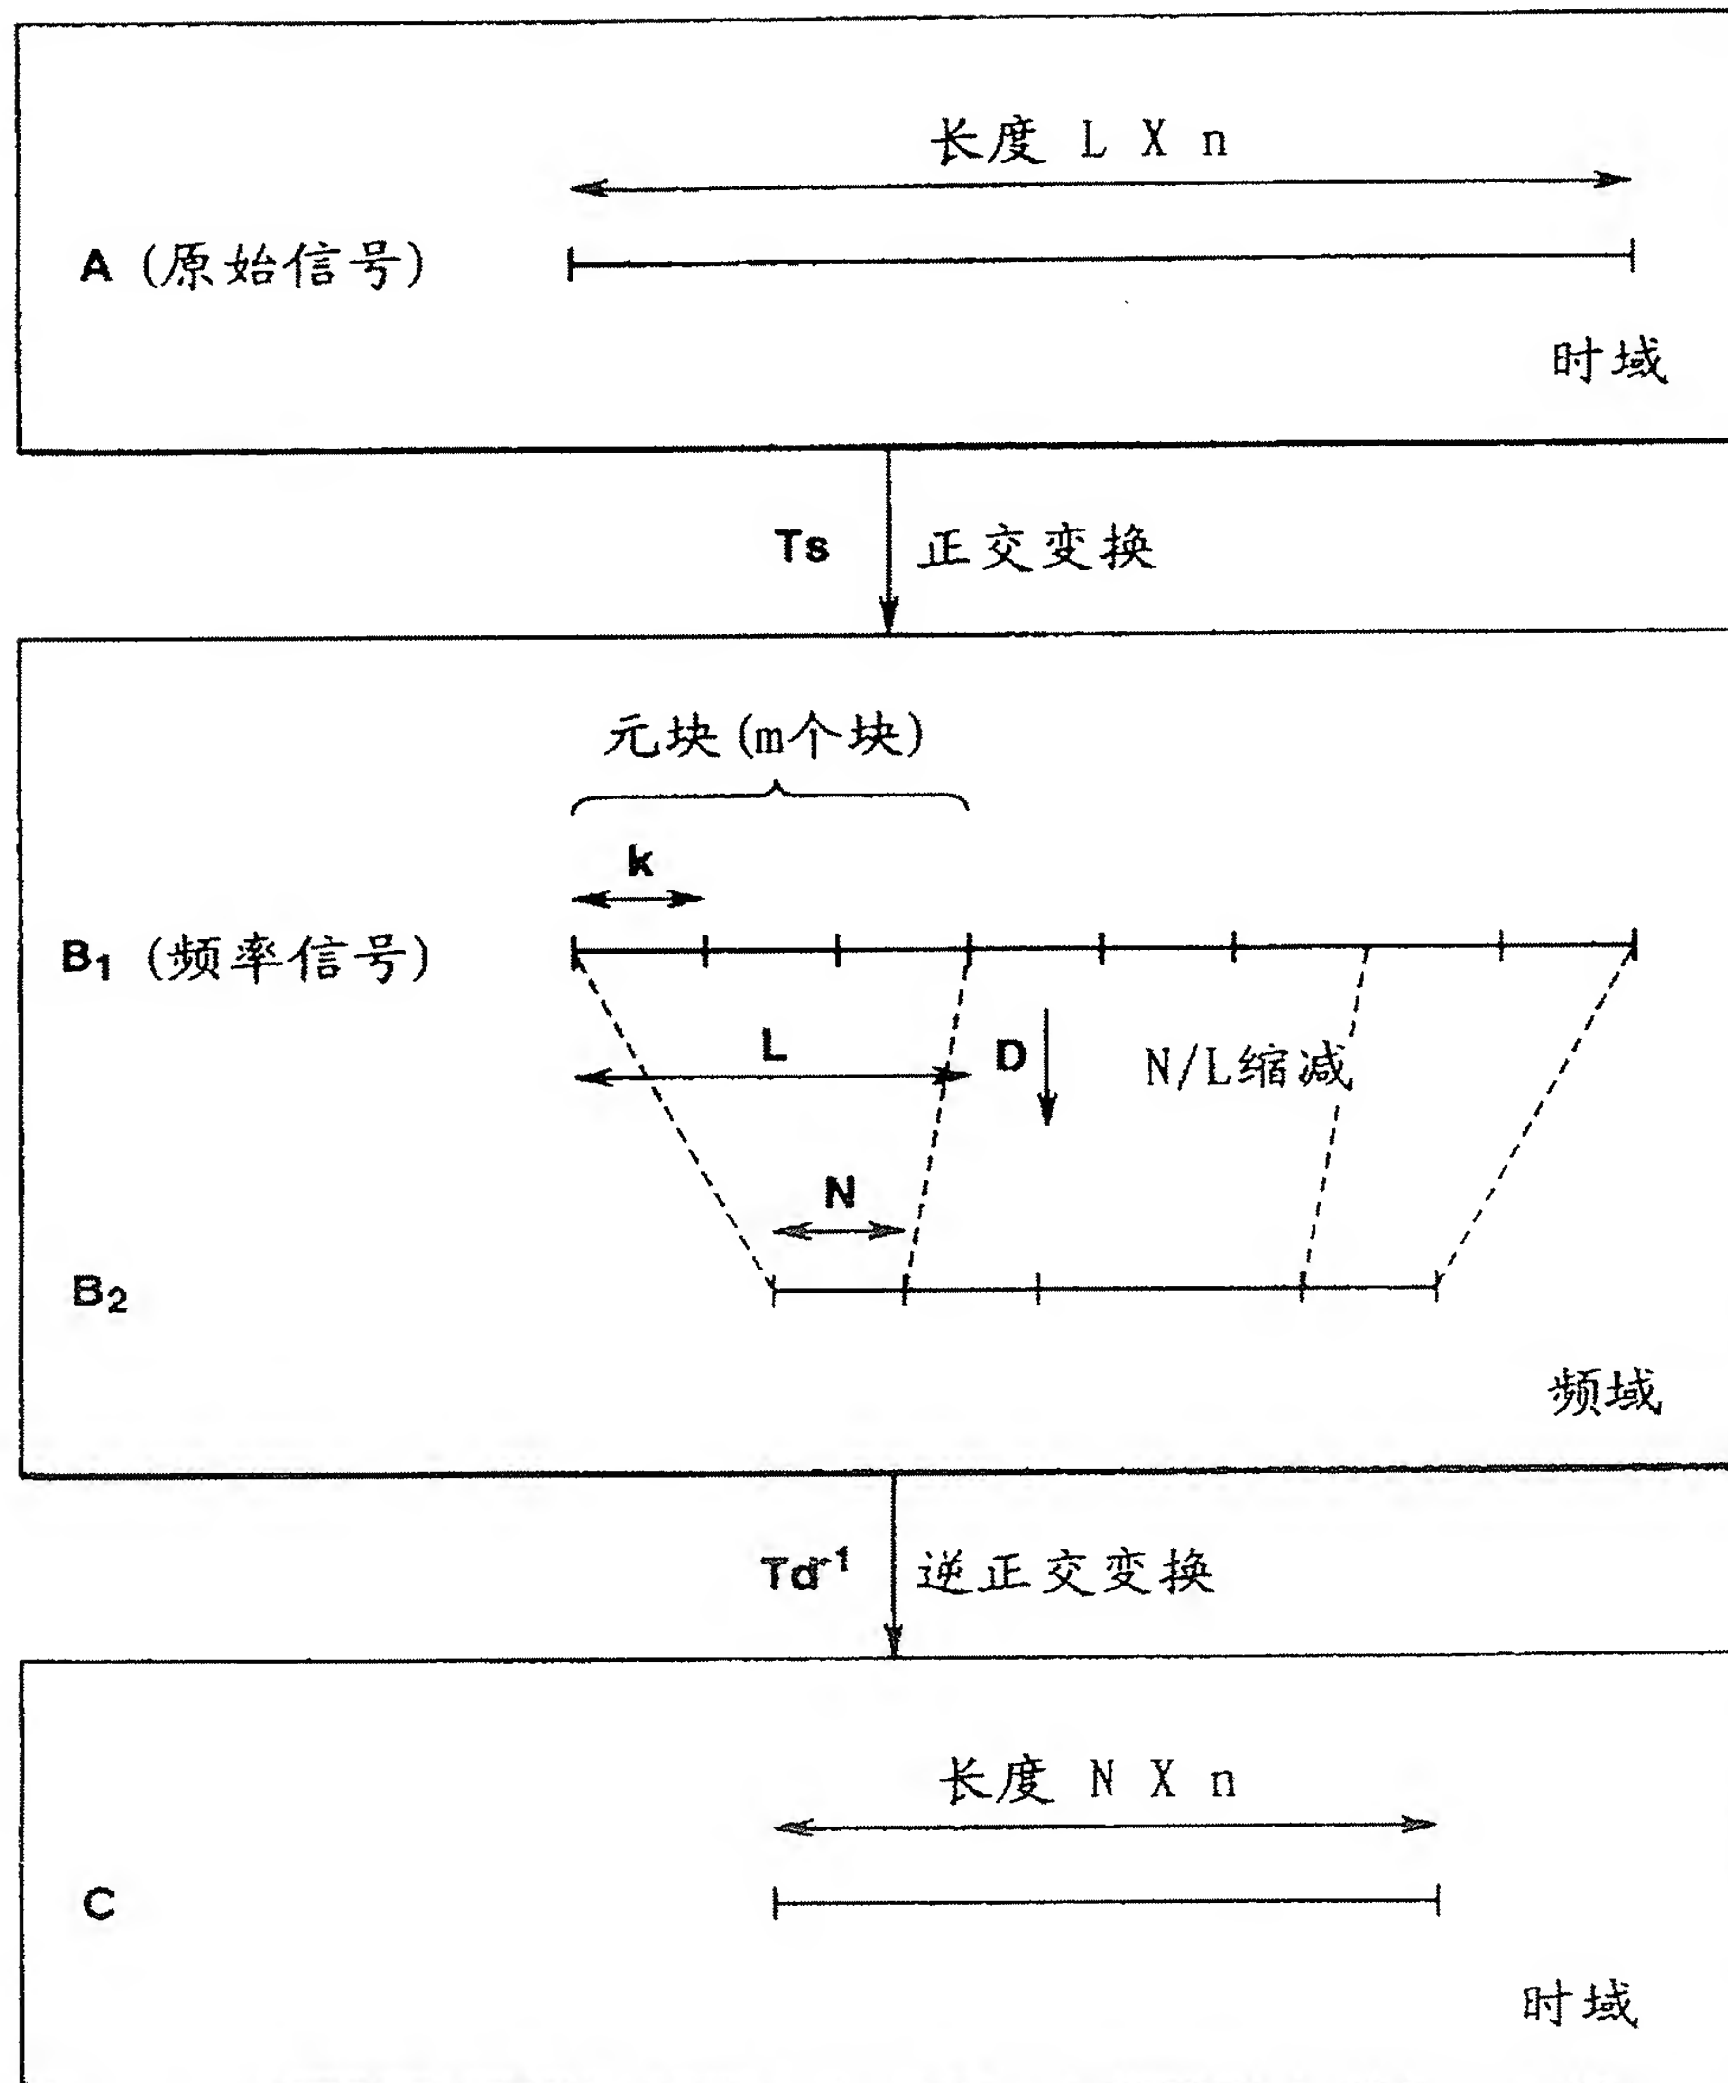 长度 L X n
A (原始信号)
时域
Ts 正交变换
元块(m个块)
k
B₁ (频率信号)
L
D
N/L缩减
N
B₂
频域
Td⁻¹ 逆正交变换
长度 N X n
C
时域